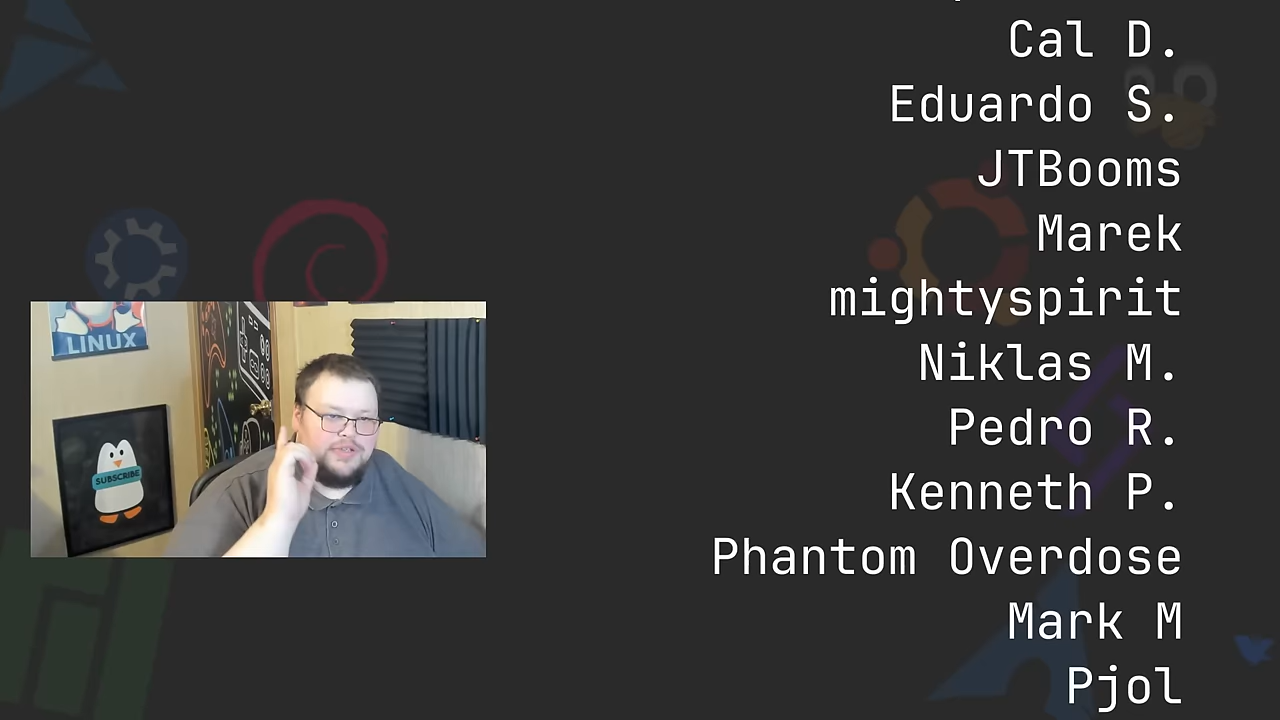 Cal D.
Eduardo S.
JTBooms
Marek
mightyspirit
Niklas M.
Pedro R.
Kenneth P.
Phantom Overdose
Mark M
Pjol
LINUX
SUBSCRIBE